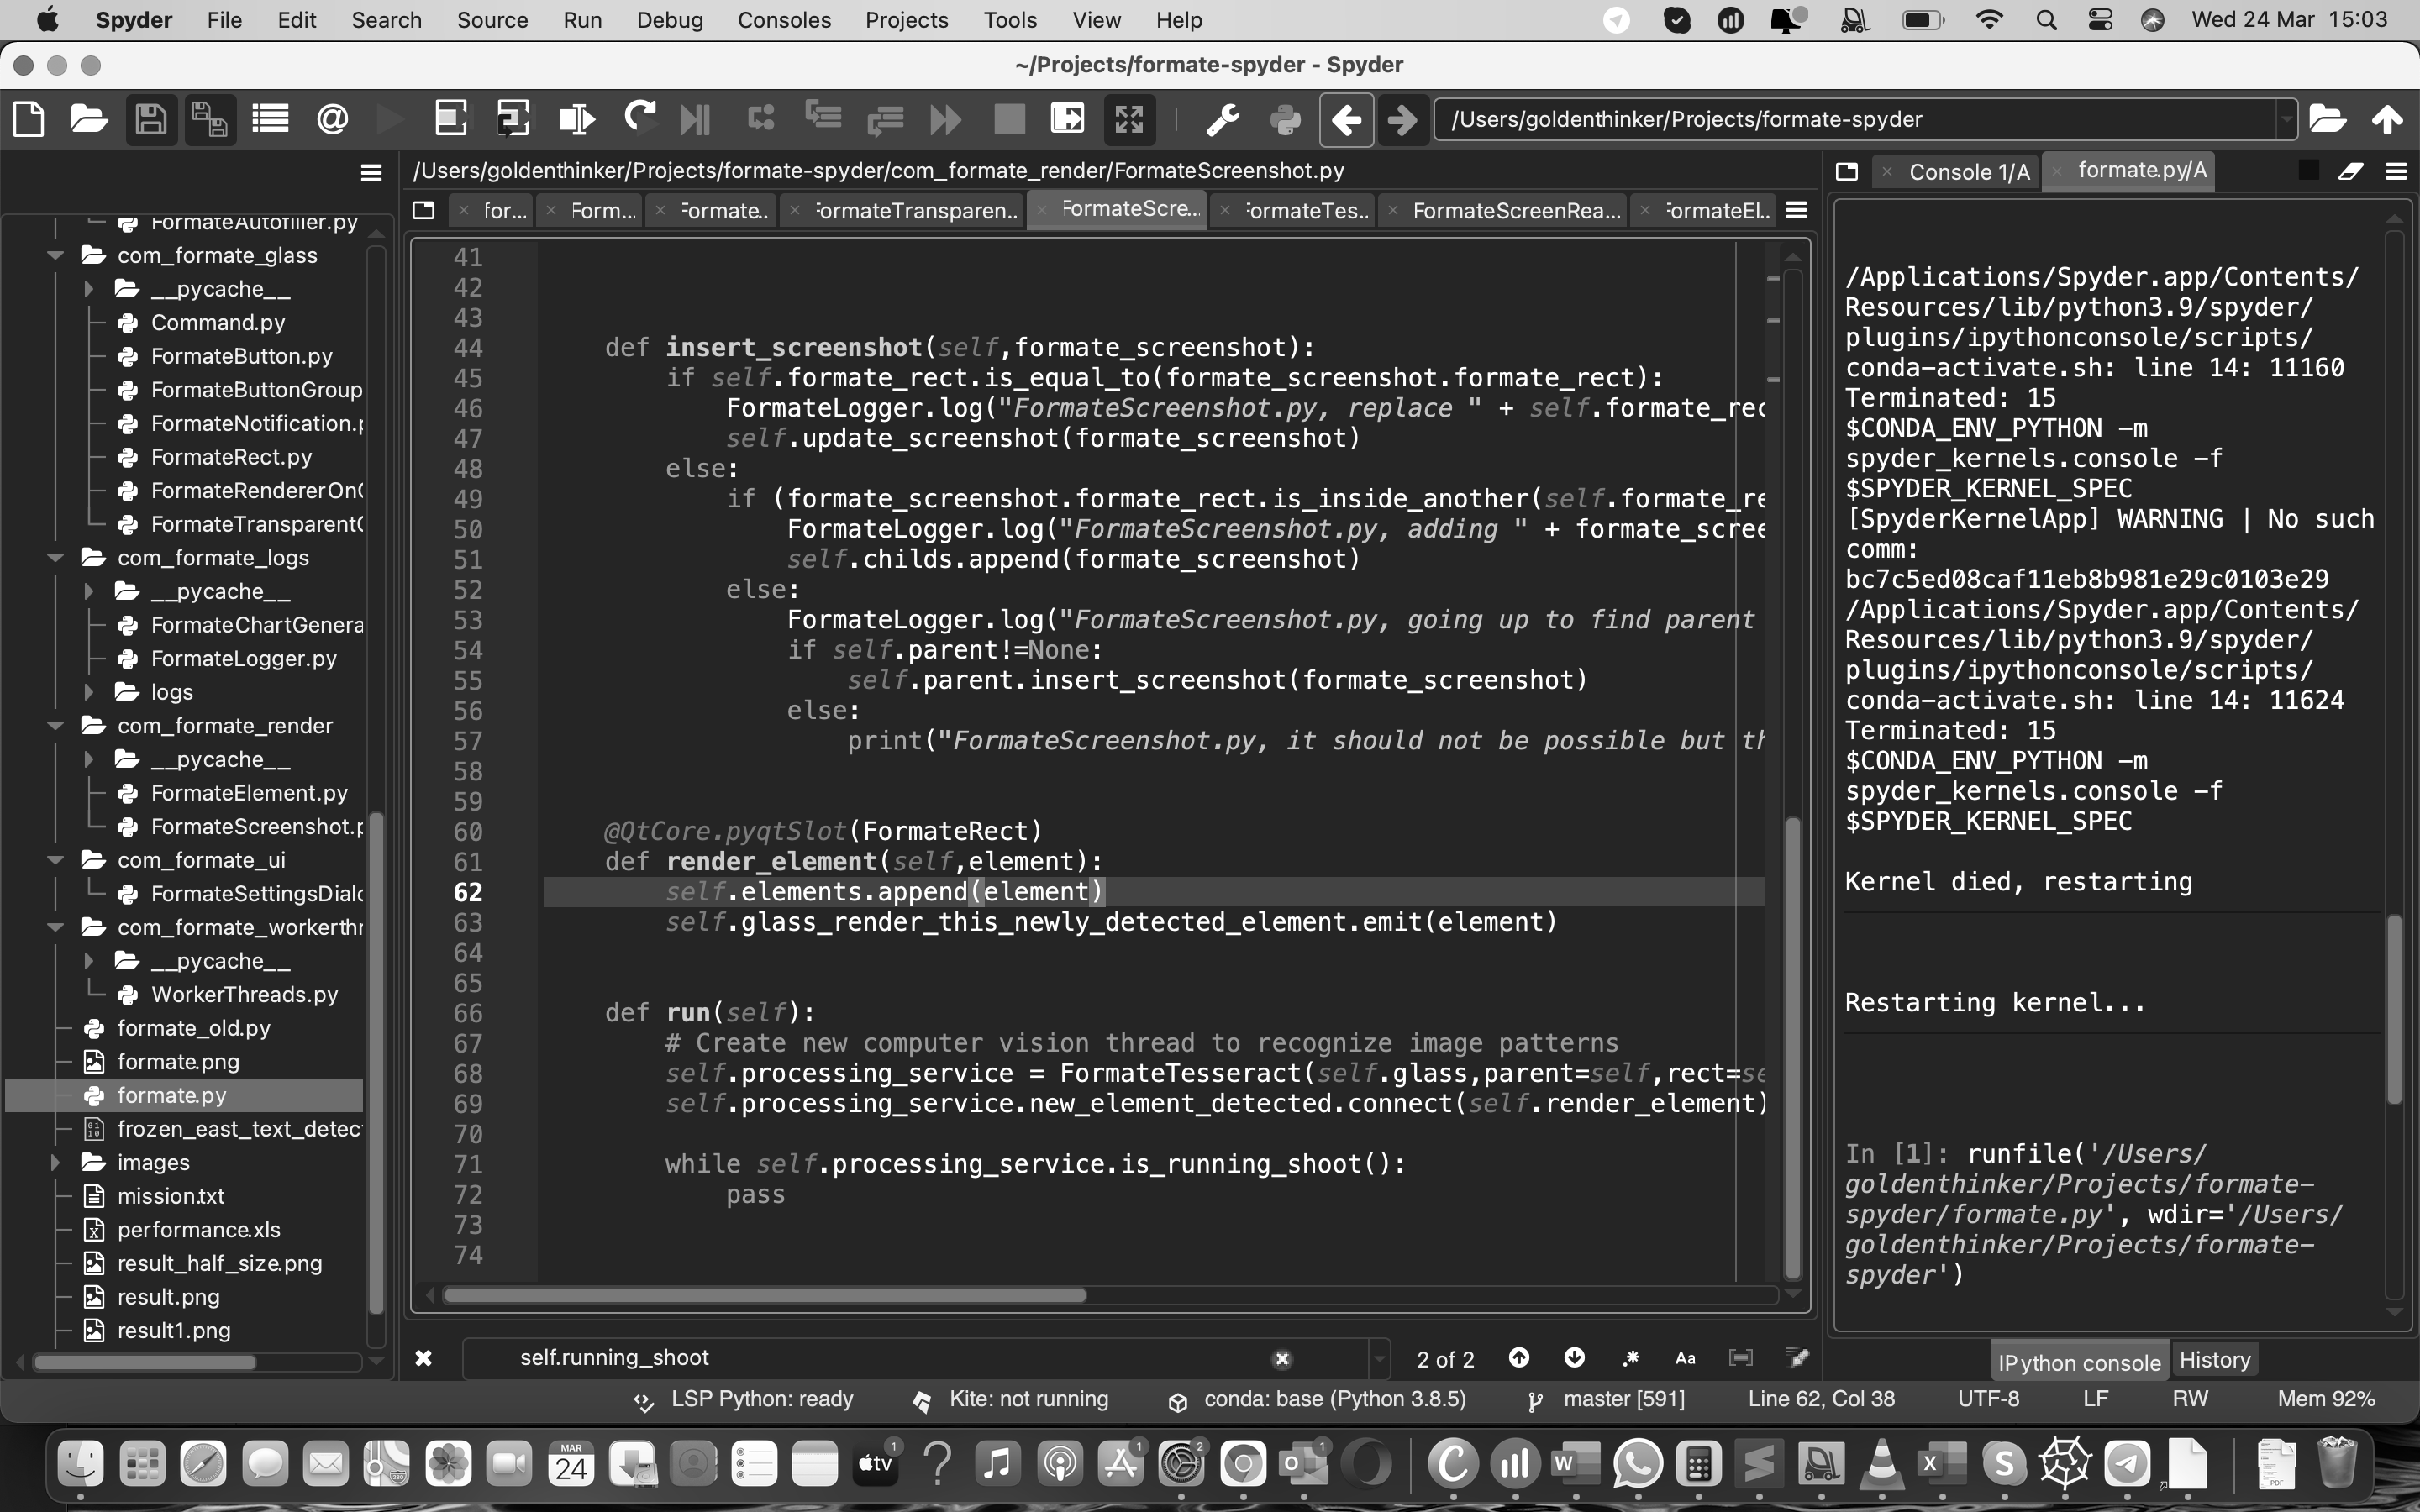 Spyder File Edit Search Source Run Debug Consoles Projects Tools View Help Wed 24 Mar 15:03
~/Projects/formate-spyder - Spyder
/Users/goldenthinker/Projects/formate-spyder
FormateAutofiller.py
com_formate_glass
__pycache__
Command.py
FormateButton.py
FormateButtonGroup
FormateNotification.p
FormateRect.py
FormateRendererOn
FormateTransparent
com_formate_logs
__pycache__
FormateChartGenera
FormateLogger.py
logs
com_formate_render
__pycache__
FormateElement.py
FormateScreenshot.p
com_formate_ui
FormateSettingsDialo
com_formate_workerthr
__pycache__
WorkerThreads.py
formate_old.py
formate.png
formate.py
frozen_east_text_detec
images
mission.txt
performance.xls
result_half_size.png
result.png
result1.png
/Users/goldenthinker/Projects/formate-spyder/com_formate_render/FormateScreenshot.py
for... Form... Formate.. FormateTransparen.. FormateScre... FormateTes.. FormateScreenRea... FormateEl..
41
42
43
44 def insert_screenshot(self,formate_screenshot):
45 if self.formate_rect.is_equal_to(formate_screenshot.formate_rect):
46 FormateLogger.log("FormateScreenshot.py, replace " + self.formate_rec
47 self.update_screenshot(formate_screenshot)
48 else:
49 if (formate_screenshot.formate_rect.is_inside_another(self.formate_re
50 FormateLogger.log("FormateScreenshot.py, adding " + formate_scree
51 self.childs.append(formate_screenshot)
52 else:
53 FormateLogger.log("FormateScreenshot.py, going up to find parent
54 if self.parent!=None:
55 self.parent.insert_screenshot(formate_screenshot)
56 else:
57 print("FormateScreenshot.py, it should not be possible but th
58
59
60 @QtCore.pyqtSlot(FormateRect)
61 def render_element(self,element):
62 self.elements.append(element)
63 self.glass_render_this_newly_detected_element.emit(element)
64
65
66 def run(self):
67 # Create new computer vision thread to recognize image patterns
68 self.processing_service = FormateTesseract(self.glass,parent=self,rect=se
69 self.processing_service.new_element_detected.connect(self.render_element)
70
71 while self.processing_service.is_running_shoot():
72 pass
73
74
self.running_shoot 2 of 2 Aa
Console 1/A formate.py/A
/Applications/Spyder.app/Contents/
Resources/lib/python3.9/spyder/
plugins/ipythonconsole/scripts/
conda-activate.sh: line 14: 11160
Terminated: 15
$CONDA_ENV_PYTHON -m
spyder_kernels.console -f
$SPYDER_KERNEL_SPEC
[SpyderKernelApp] WARNING | No such
comm:
bc7c5ed08caf11eb8b981e29c0103e29
/Applications/Spyder.app/Contents/
Resources/lib/python3.9/spyder/
plugins/ipythonconsole/scripts/
conda-activate.sh: line 14: 11624
Terminated: 15
$CONDA_ENV_PYTHON -m
spyder_kernels.console -f
$SPYDER_KERNEL_SPEC
Kernel died, restarting
Restarting kernel...
In [1]: runfile('/Users/
goldenthinker/Projects/formate-
spyder/formate.py', wdir='/Users/
goldenthinker/Projects/formate-
spyder')
IPython console History
LSP Python: ready Kite: not running conda: base (Python 3.8.5) master [591] Line 62, Col 38 UTF-8 LF RW Mem 92%
MAR
24
tv
1
1
2
1
PDF